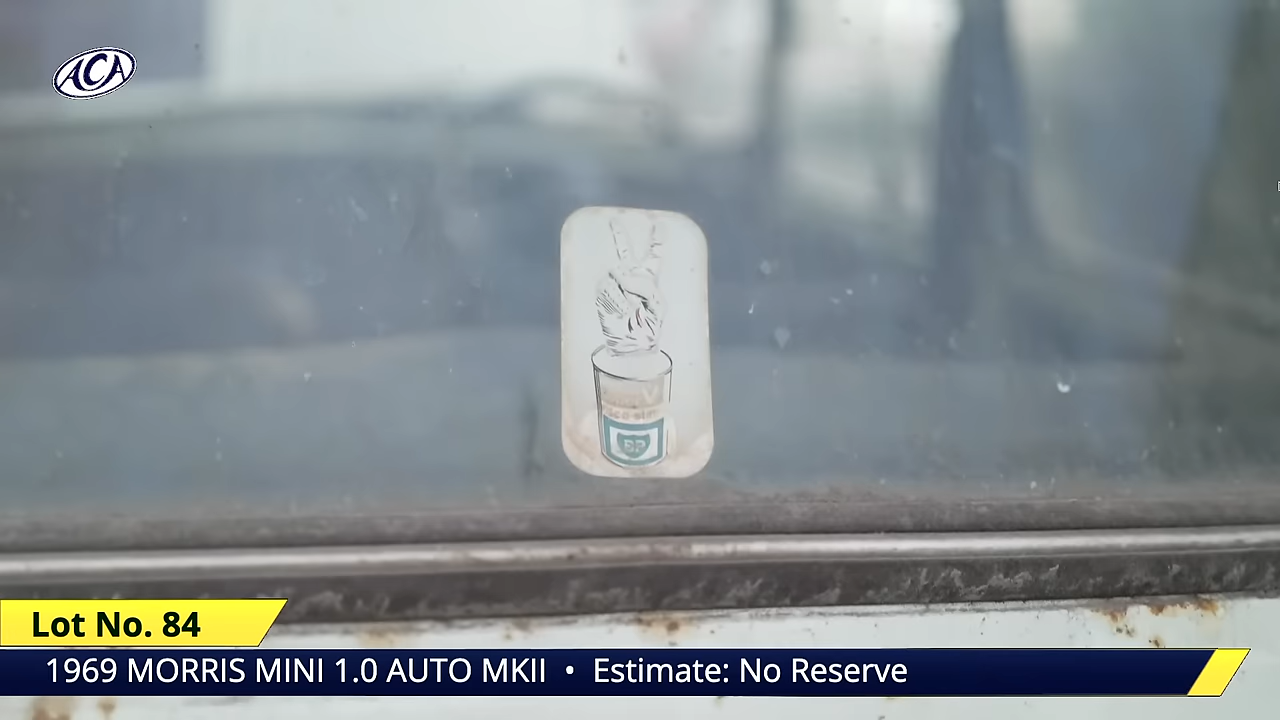 ACA
BP
Lot No. 84
1969 MORRIS MINI 1.0 AUTO MKII • Estimate: No Reserve